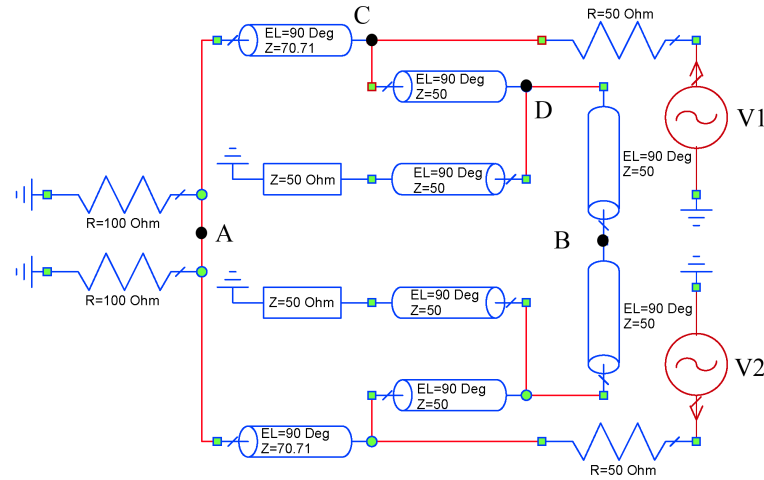 C
R=50 Ohm
EL=90 Deg
Z=70.71
EL=90 Deg
Z=50
D
V1
EL=90 Deg
Z=50
Z=50 Ohm
EL=90 Deg
Z=50
R=100 Ohm
A
B
R=100 Ohm
Z=50 Ohm
EL=90 Deg
Z=50
EL=90 Deg
Z=50
V2
EL=90 Deg
Z=50
EL=90 Deg
Z=70.71
R=50 Ohm